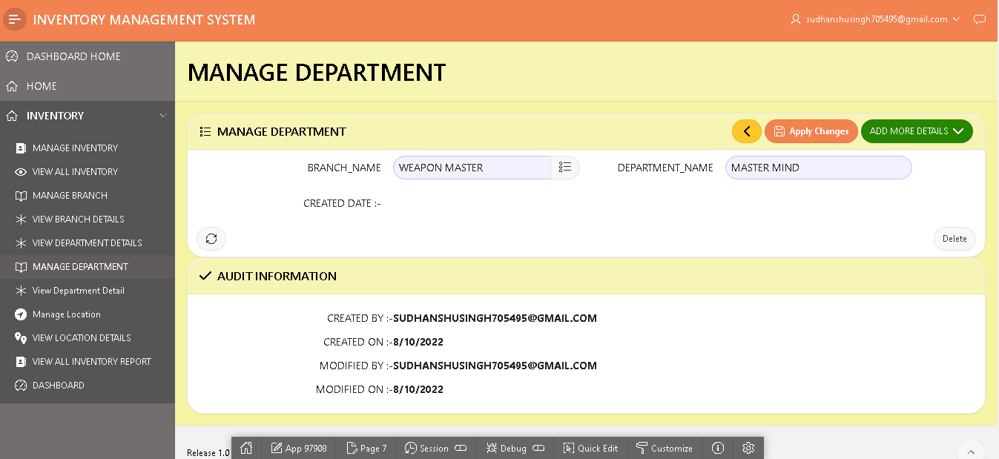 INVENTORY MANAGEMENT SYSTEM
sudhanshusingh705495@gmail.com
DASHBOARD HOME
HOME
INVENTORY
MANAGE INVENTORY
VIEW ALL INVENTORY
MANAGE BRANCH
VIEW BRANCH DETAILS
VIEW DEPARTMENT DETAILS
MANAGE DEPARTMENT
View Department Detail
Manage Location
VIEW LOCATION DETAILS
VIEW ALL INVENTORY REPORT
DASHBOARD
MANAGE DEPARTMENT
MANAGE DEPARTMENT
Apply Changes
ADD MORE DETAILS
BRANCH_NAME WEAPON MASTER
DEPARTMENT_NAME MASTER MIND
CREATED DATE :-
Delete
AUDIT INFORMATION
CREATED BY :-SUDHANSHUSINGH705495@GMAIL.COM
CREATED ON :-8/10/2022
MODIFIED BY :-SUDHANSHUSINGH705495@GMAIL.COM
MODIFIED ON :-8/10/2022
Release 1.0
App 97908 Page 7 Session Debug Quick Edit Customize